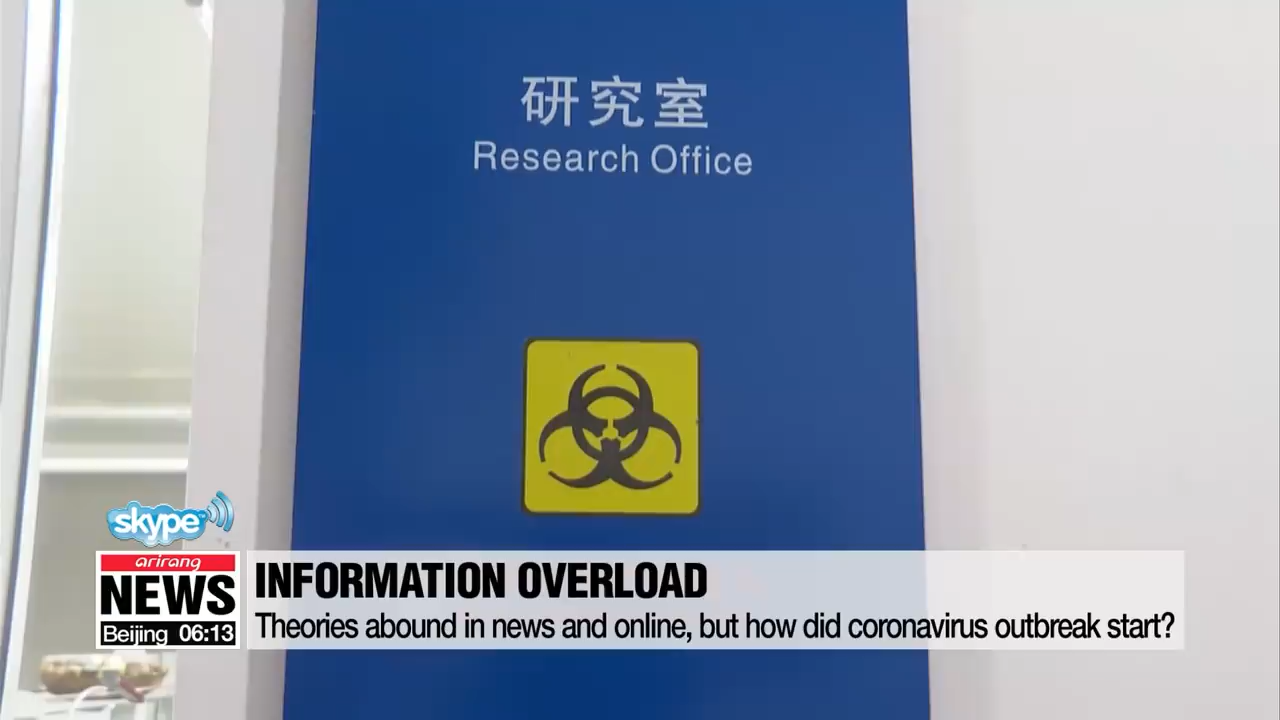 研究室
Research Office
skype
arirang
NEWS
Beijing 06:13
INFORMATION OVERLOAD
Theories abound in news and online, but how did coronavirus outbreak start?